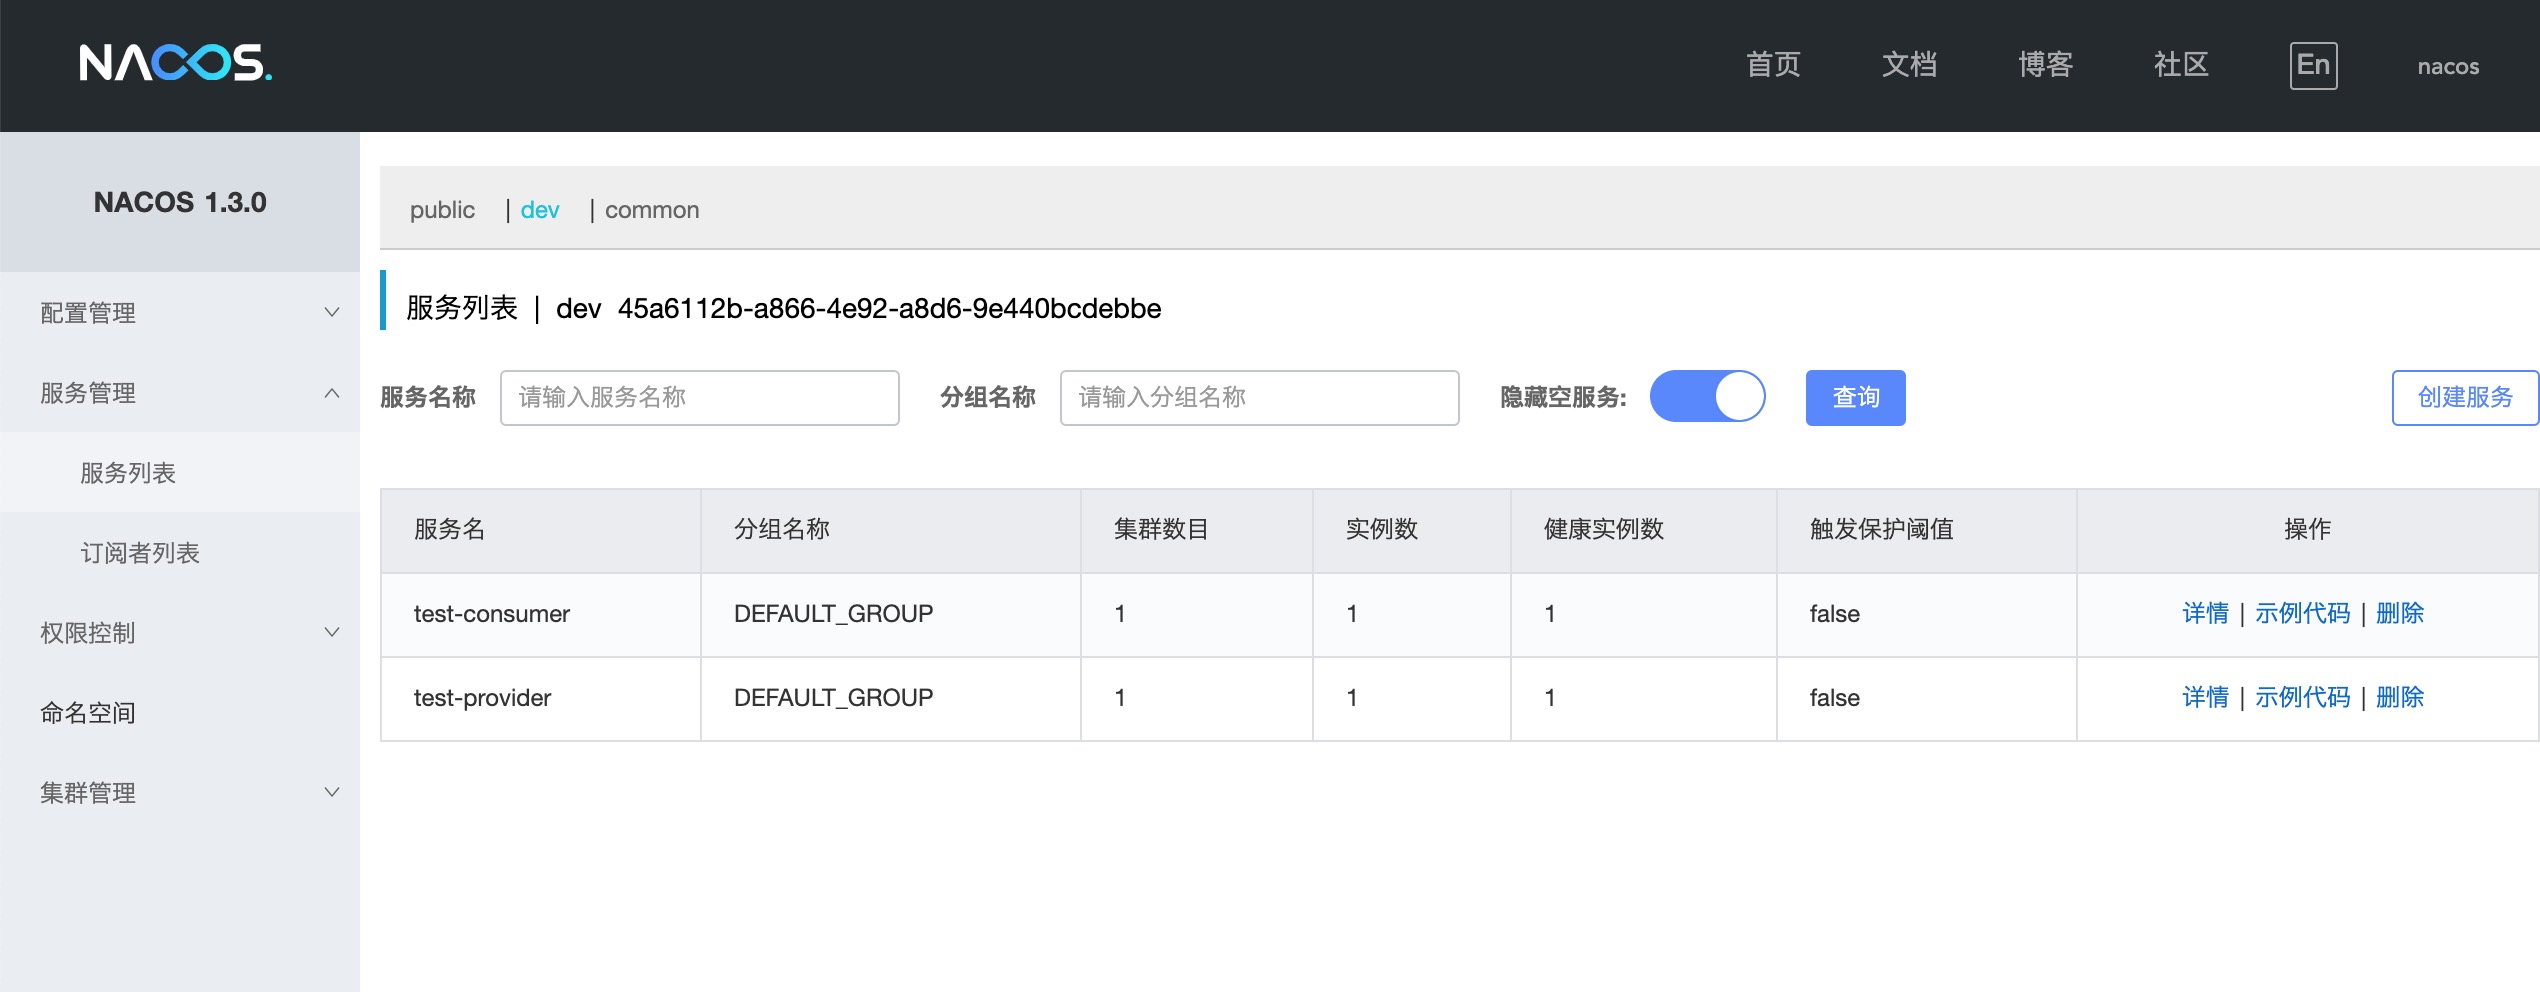 NACOS.
首页 文档 博客 社区 En nacos
NACOS 1.3.0
配置管理
服务管理
服务列表
订阅者列表
权限控制
命名空间
集群管理
public | dev | common
服务列表 | dev 45a6112b-a866-4e92-a8d6-9e440bcdebbe
服务名称 请输入服务名称 分组名称 请输入分组名称 隐藏空服务: 查询 创建服务
服务名 分组名称 集群数目 实例数 健康实例数 触发保护阈值 操作
test-consumer DEFAULT_GROUP 1 1 1 false 详情 | 示例代码 | 删除
test-provider DEFAULT_GROUP 1 1 1 false 详情 | 示例代码 | 删除